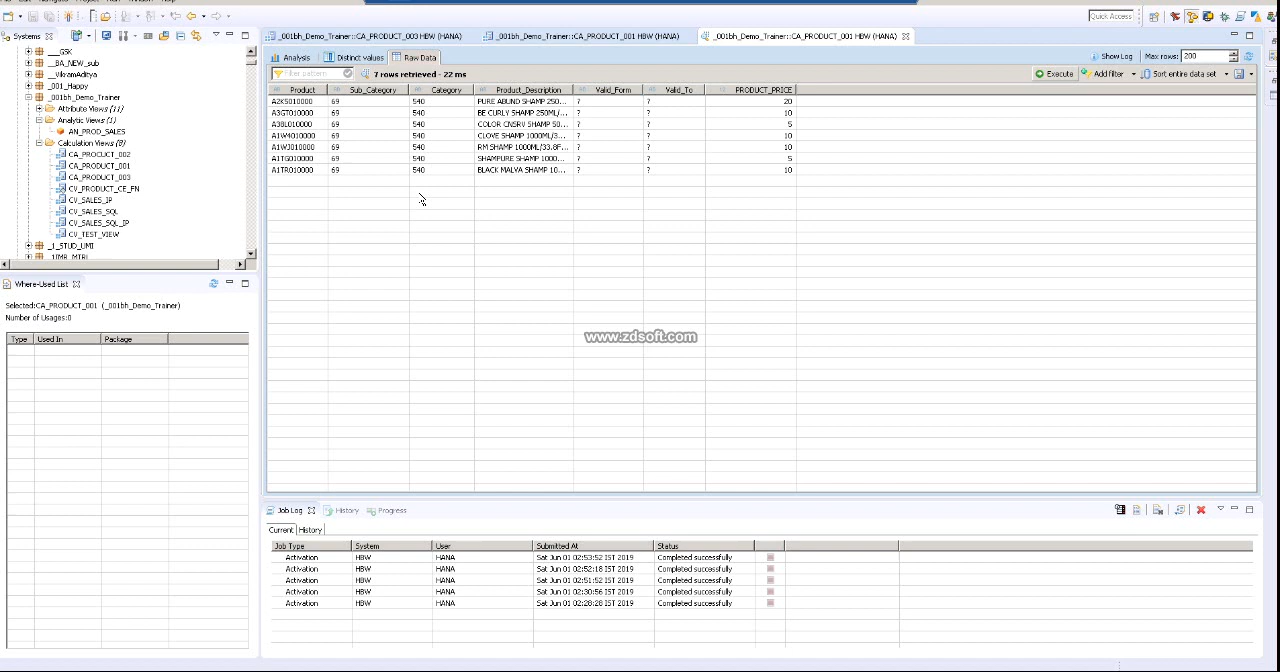 Quick Access
Systems
_001bh_Demo_Trainer::CA_PRODUCT_003 HBW (HANA)
_001bh_Demo_Trainer::CA_PRODUCT_001 HBW (HANA)
_001bh_Demo_Trainer::CA_PRODUCT_001 HBW (HANA)
___GSK
__BA_NEW_sub
__VikramAditya
_001_Happy
_001bh_Demo_Trainer
Attribute Views (11)
Analytic Views (1)
AN_PROD_SALES
Calculation Views (8)
CA_PRODUCT_002
CA_PRODUCT_001
CA_PRODUCT_003
CV_PRODUCT_CE_FN
CV_SALES_IP
CV_SALES_SQL
CV_SALES_SQL_IP
CV_TEST_VIEW
_1_STUD_UMI
Analysis Distinct values Raw Data Show Log Max rows: 200
Filter pattern 7 rows retrieved - 22 ms Execute Add filter Sort entire data set
Product Sub_Category Category Product_Description Valid_Form Valid_To PRODUCT_PRICE
A2K5010000 69 540 PURE ABUND SHAMP 250... ? ? 20
A3GT010000 69 540 BE CURLY SHAMP 250ML/... ? ? 10
A38L010000 69 540 COLOR CNSRV SHAMP 50... ? ? 5
A1W4010000 69 540 CLOVE SHAMP 1000ML/3... ? ? 10
A1WJ010000 69 540 RM SHAMP 1000ML/33.8F... ? ? 10
A1TG010000 69 540 SHAMPURE SHAMP 1000... ? ? 5
A1TR010000 69 540 BLACK MALVA SHAMP 10... ? ? 10
www.zdsoft.com
Where-Used List
Selected:CA_PRODUCT_001 (_001bh_Demo_Trainer)
Number of Usages:0
Type Used In Package
Job Log History Progress
Current History
Job Type System User Submitted At Status
Activation HBW HANA Sat Jun 01 02:53:52 IST 2019 Completed successfully
Activation HBW HANA Sat Jun 01 02:52:18 IST 2019 Completed successfully
Activation HBW HANA Sat Jun 01 02:51:52 IST 2019 Completed successfully
Activation HBW HANA Sat Jun 01 02:30:56 IST 2019 Completed successfully
Activation HBW HANA Sat Jun 01 02:28:28 IST 2019 Completed successfully